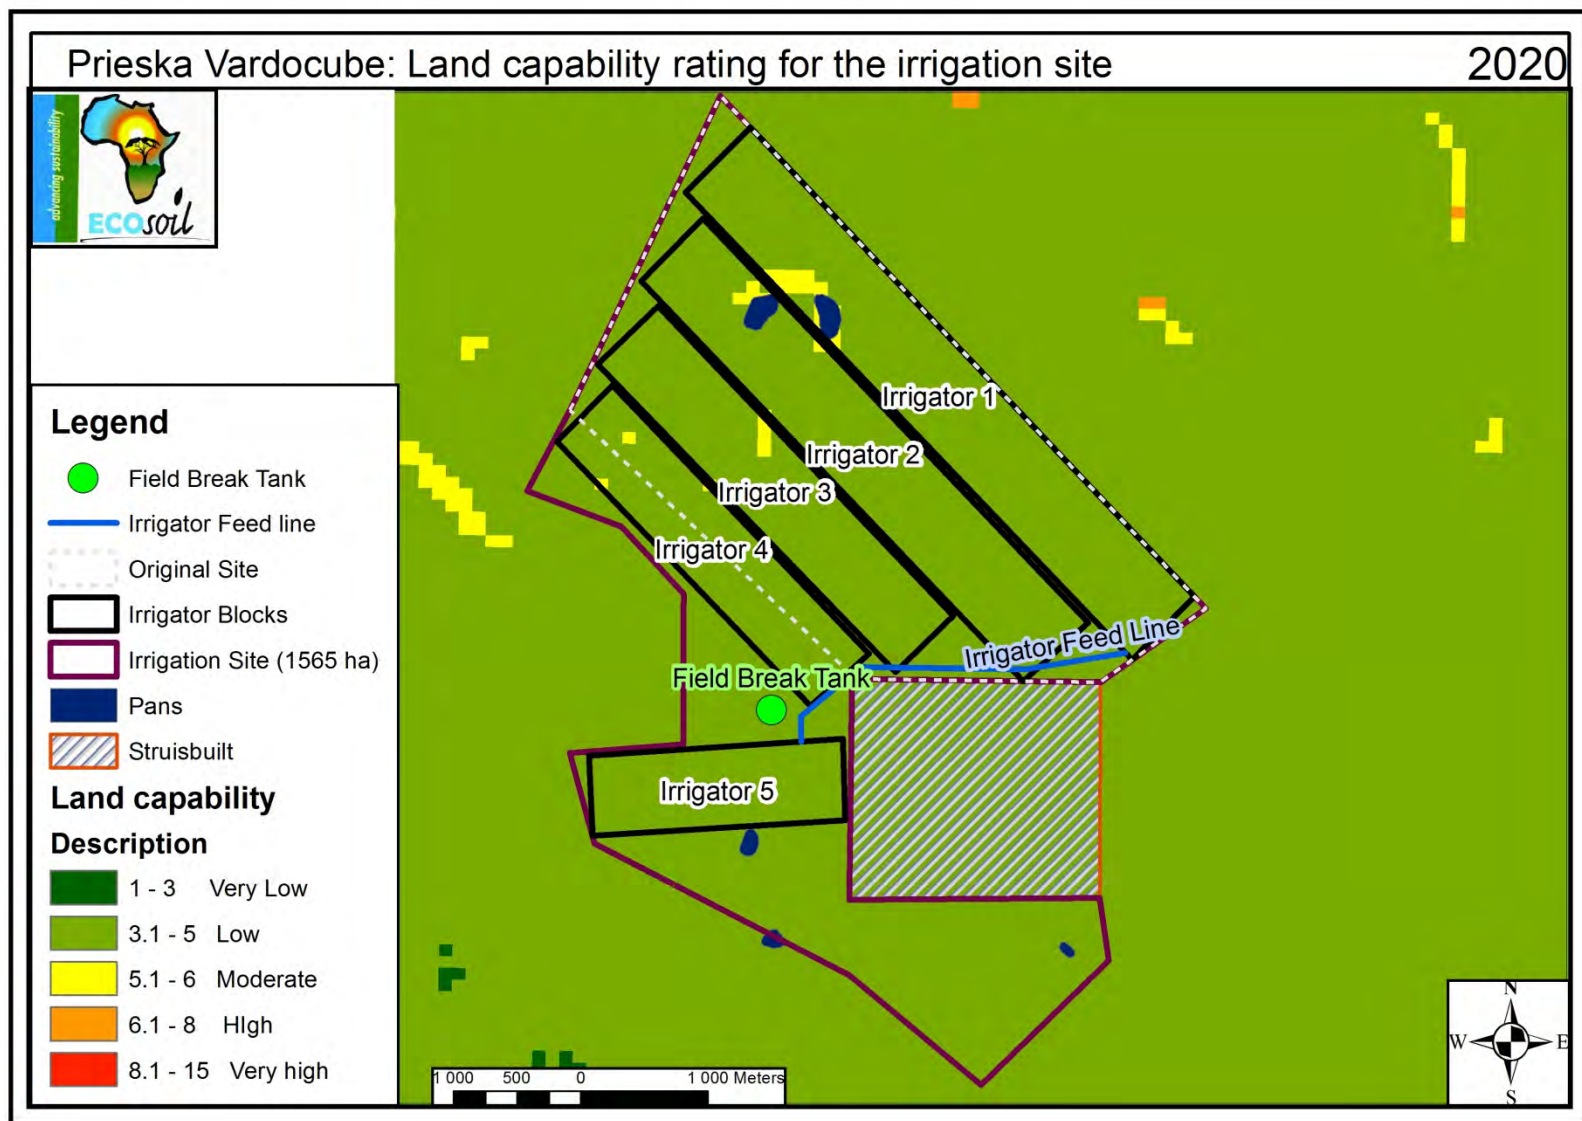 Prieska Vardocube: Land capability rating for the irrigation site
2020
advancing sustainability
ECOsoil
Irrigator 1
Irrigator 2
Irrigator 3
Irrigator 4
Irrigator Feed Line
Field Break Tank
Irrigator 5
Legend
Field Break Tank
Irrigator Feed line
Original Site
Irrigator Blocks
Irrigation Site (1565 ha)
Pans
Struisbuilt
Land capability
Description
1 - 3 Very Low
3.1 - 5 Low
5.1 - 6 Moderate
6.1 - 8 HIgh
8.1 - 15 Very high
1 000 500 0 1 000 Meters
N
W E
S